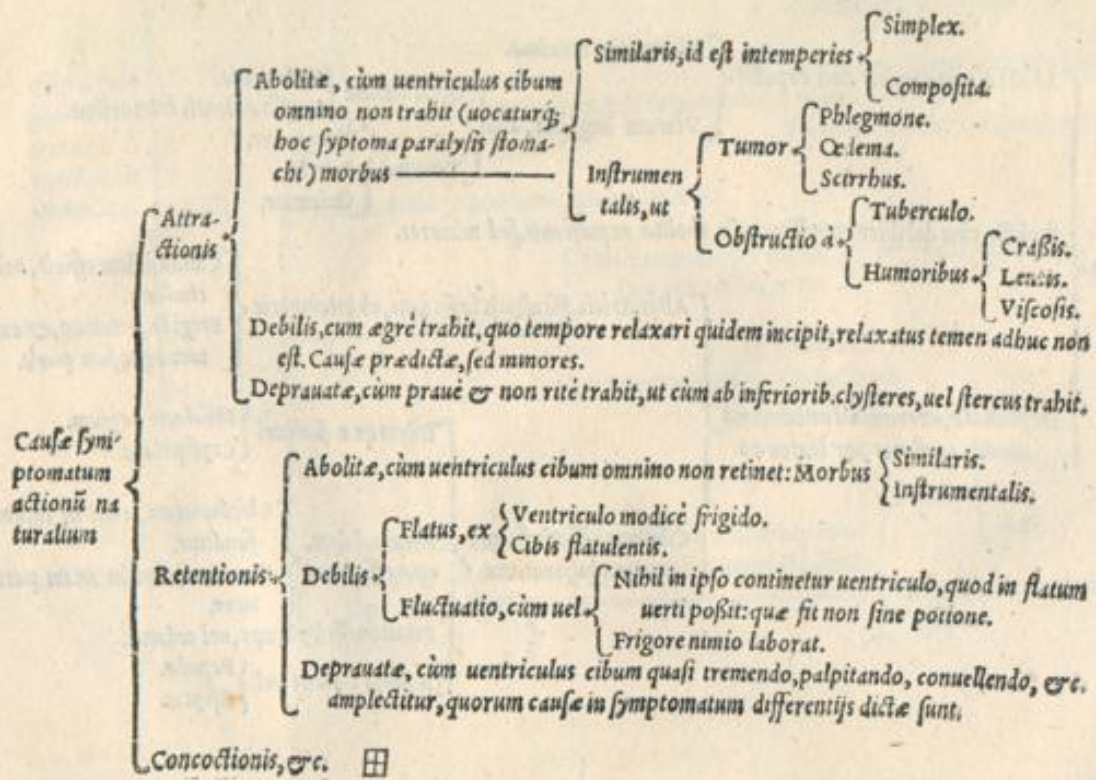 Simplex.
Similaris, id est intemperies
Composita.
Abolitæ, cùm uentriculus cibum
omnino non trahit (uocaturq;
hoc syptoma paralysis stoma-
chi) morbus
Phlegmone.
Tumor
Œdema.
Scirrhus.
Instrumen
talis, ut
Tuberculo.
Obstructio à
Crassis.
Humoribus
Lentis.
Viscosis.
Attra-
ctionis
Debilis, cum ægrè trahit, quo tempore relaxari quidem incipit, relaxatus temen adhuc non
est. Causæ prædictæ, sed minores.
Deprauatæ, cùm prauè & non ritè trahit, ut cùm ab inferiorib. clysteres, uel stercus trahit.
Causæ sym-
ptomatum
actionũ na
turalium
Abolitæ, cùm uentriculus cibum omnino non retinet: Morbus
Similaris.
Instrumentalis.
Flatus, ex
Ventriculo modicè frigido.
Cibis flatulentis.
Retentionis
Debilis
Nihil in ipso continetur uentriculo, quod in flatum
uerti possit: quæ fit non sine potione.
Fluctuatio, cùm uel
Frigore nimio laborat.
Deprauatæ, cùm uentriculus cibum quasi tremendo, palpitando, conuellendo, &c.
amplectitur, quorum causæ in symptomatum differentijs dictæ sunt.
Concoctionis, &c. ⊞